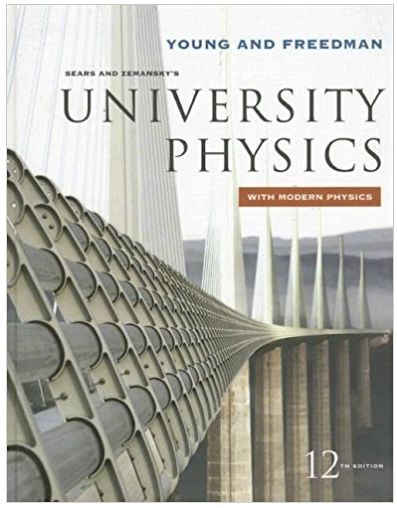 YOUNG AND FREEDMAN
SEARS AND ZEMANSKY'S
UNIVERSITY
PHYSICS
WITH MODERN PHYSICS
12TH EDITION